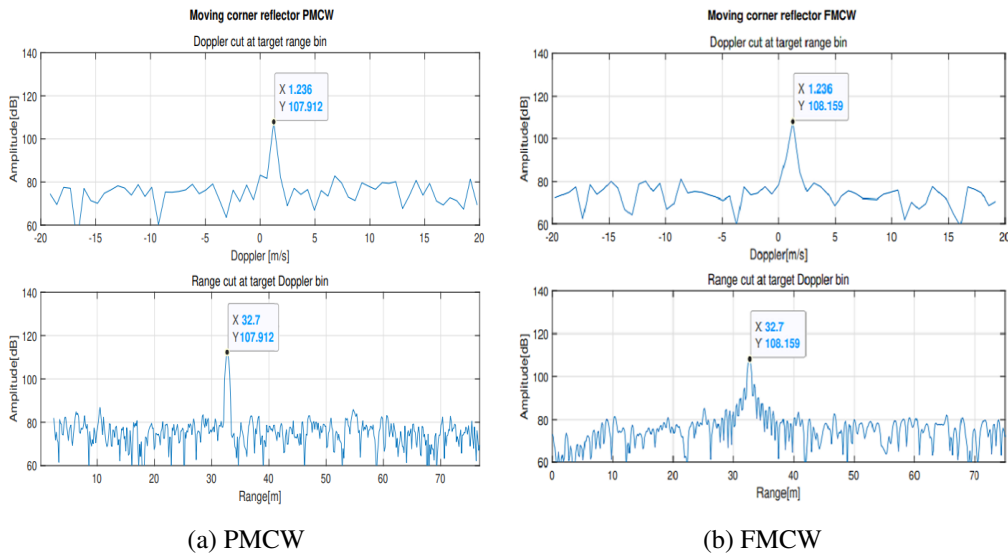 Moving corner reflector PMCW
Doppler cut at target range bin
140
120
100
80
60
Amplitude[dB]
X 1.236
Y 107.912
-20 -15 -10 -5 0 5 10 15 20
Doppler [m/s]
Range cut at target Doppler bin
140
120
100
80
60
Amplitude[dB]
X 32.7
Y 107.912
10 20 30 40 50 60 70
Range[m]
(a) PMCW
Moving corner reflector FMCW
Doppler cut at target range bin
140
120
100
80
60
Amplitude[dB]
X 1.236
Y 108.159
-20 -15 -10 -5 0 5 10 15 20
Doppler[m/s]
Range cut at target Doppler bin
140
120
100
80
60
Amplitude[dB]
X 32.7
Y 108.159
0 10 20 30 40 50 60 70
Range[m]
(b) FMCW